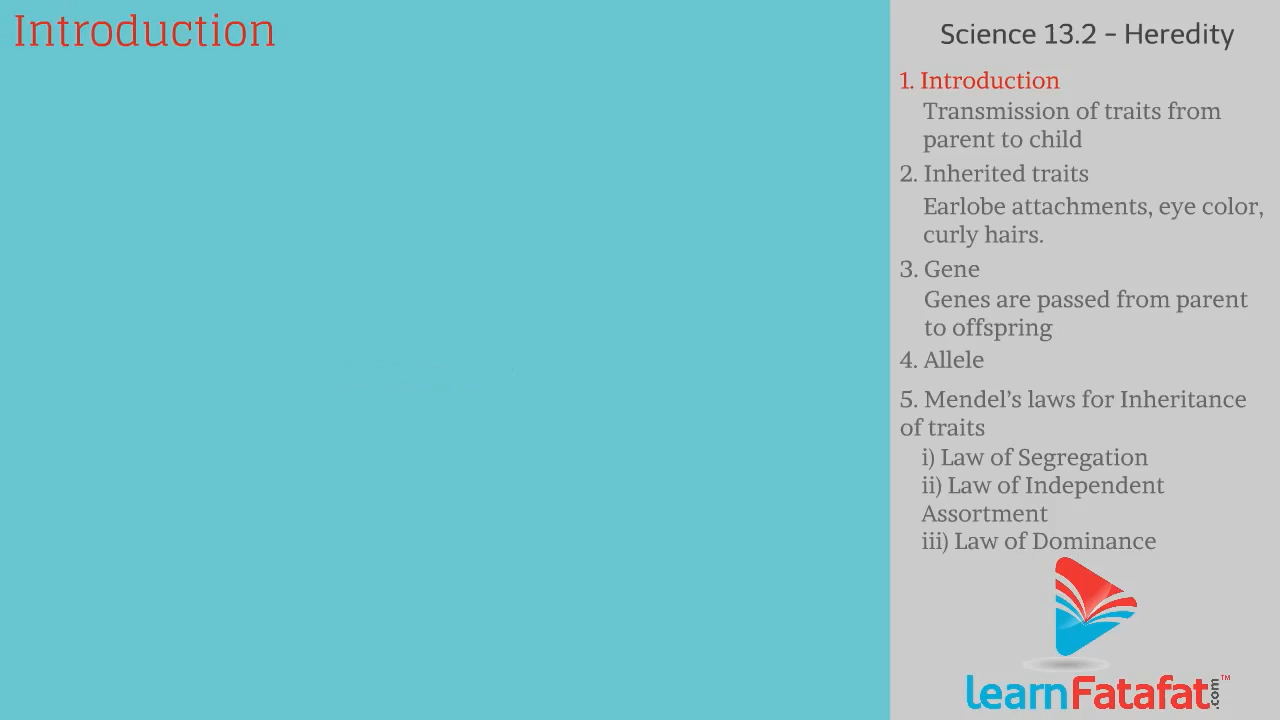 Introduction
Science 13.2 – Heredity
1. Introduction
Transmission of traits from
parent to child
2. Inherited traits
Earlobe attachments, eye color,
curly hairs.
3. Gene
Genes are passed from parent
to offspring
4. Allele
5. Mendel's laws for Inheritance
of traits
i) Law of Segregation
ii) Law of Independent
Assortment
iii) Law of Dominance
learnFatafat.com™